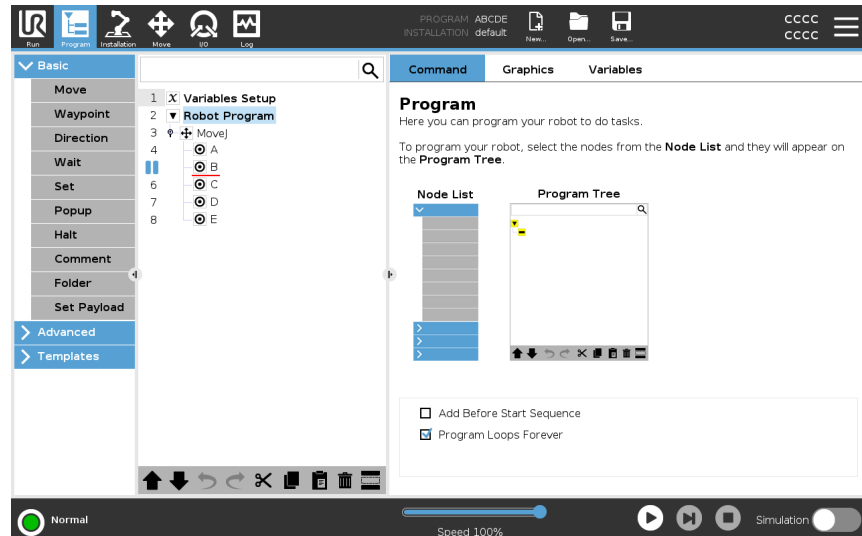 UR
PROGRAM ABCDE
INSTALLATION default
CCCC
CCCC
Run Program Installation Move I/O Log New... Open... Save...
Basic
Move
Waypoint
Direction
Wait
Set
Popup
Halt
Comment
Folder
Set Payload
Advanced
Templates
1 X Variables Setup
2 Robot Program
3 MoveJ
4 A
B
6 C
7 D
8 E
Command Graphics Variables
Program
Here you can program your robot to do tasks.
To program your robot, select the nodes from the Node List and they will appear on
the Program Tree.
Node List Program Tree
Add Before Start Sequence
Program Loops Forever
Normal
Speed 100%
Simulation